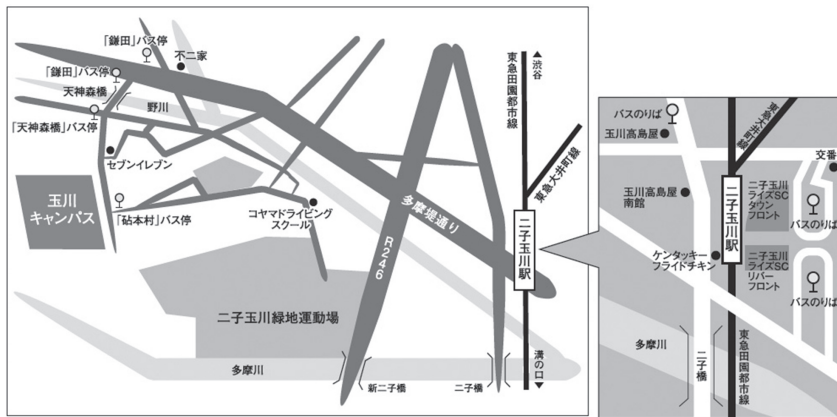 「鎌田」バス停
不二家
「鎌田」バス停
天神森橋
野川
「天神森橋」バス停
セブンイレブン
玉川
キャンパス
「砧本村」バス停
コヤマドライビング
スクール
多摩堤通り
R246
二子玉川緑地運動場
多摩川
新二子橋
二子橋
▲渋谷
東急田園都市線
東急大井町線
二子玉川駅
溝の口▼
バスのりば
玉川高島屋
東急大井町線
交番
玉川高島屋
南館
二子玉川駅
二子玉川
ライズSC
タウン
フロント
バスのりば
ケンタッキー
フライドチキン
二子玉川
ライズSC
リバー
フロント
バスのりば
多摩川
二子橋
東急田園都市線